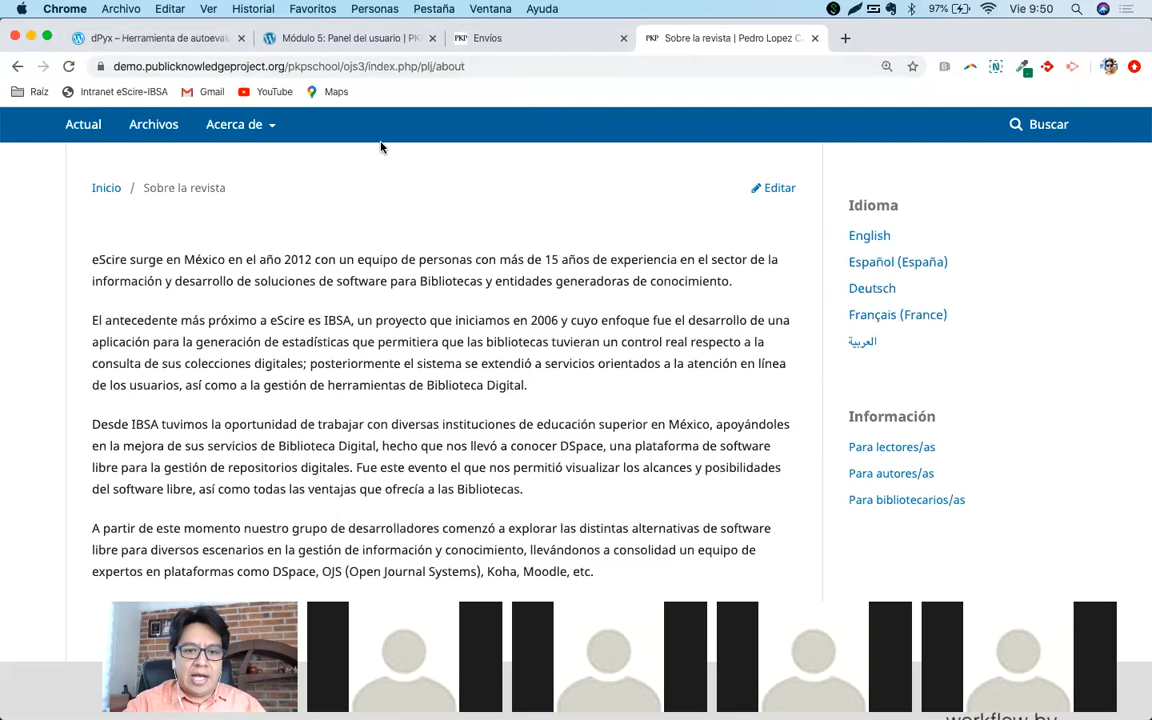 Chrome Archivo Editar Ver Historial Favoritos Personas Pestaña Ventana Ayuda 97% Vie 9:50
dPyx – Herramienta de autoeval Módulo 5: Panel del usuario | PK PKP Envíos PKP Sobre la revista | Pedro Lopez C
demo.publicknowledgeproject.org/pkpschool/ojs3/index.php/plj/about
Raíz Intranet eScire-IBSA Gmail YouTube Maps
Actual Archivos Acerca de Buscar
Inicio / Sobre la revista Editar
eScire surge en México en el año 2012 con un equipo de personas con más de 15 años de experiencia en el sector de la
información y desarrollo de soluciones de software para Bibliotecas y entidades generadoras de conocimiento.
El antecedente más próximo a eScire es IBSA, un proyecto que iniciamos en 2006 y cuyo enfoque fue el desarrollo de una
aplicación para la generación de estadísticas que permitiera que las bibliotecas tuvieran un control real respecto a la
consulta de sus colecciones digitales; posteriormente el sistema se extendió a servicios orientados a la atención en línea
de los usuarios, así como a la gestión de herramientas de Biblioteca Digital.
Desde IBSA tuvimos la oportunidad de trabajar con diversas instituciones de educación superior en México, apoyándoles
en la mejora de sus servicios de Biblioteca Digital, hecho que nos llevó a conocer DSpace, una plataforma de software
libre para la gestión de repositorios digitales. Fue este evento el que nos permitió visualizar los alcances y posibilidades
del software libre, así como todas las ventajas que ofrecía a las Bibliotecas.
A partir de este momento nuestro grupo de desarrolladores comenzó a explorar las distintas alternativas de software
libre para diversos escenarios en la gestión de información y conocimiento, llevándonos a consolidad un equipo de
expertos en plataformas como DSpace, OJS (Open Journal Systems), Koha, Moodle, etc.
Idioma
English
Español (España)
Deutsch
Français (France)
العربية
Información
Para lectores/as
Para autores/as
Para bibliotecarios/as
workflow by